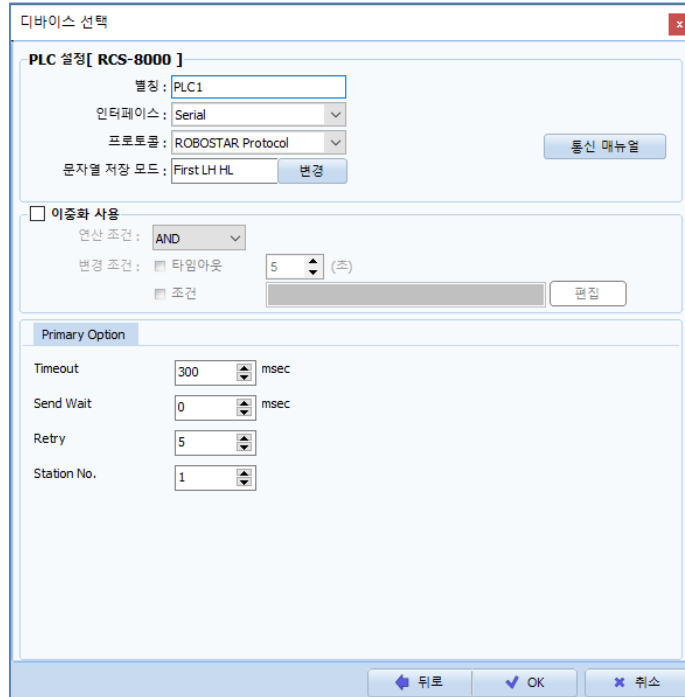 디바이스 선택
x
PLC 설정[ RCS-8000 ]
별칭 : PLC1
인터페이스 : Serial
프로토콜 : ROBOSTAR Protocol 통신 매뉴얼
문자열 저장 모드 : First LH HL 변경
이중화 사용
연산 조건 : AND
변경 조건 : 타임아웃 5 (초)
조건 편집
Primary Option
Timeout 300 msec
Send Wait 0 msec
Retry 5
Station No. 1
뒤로 OK 취소